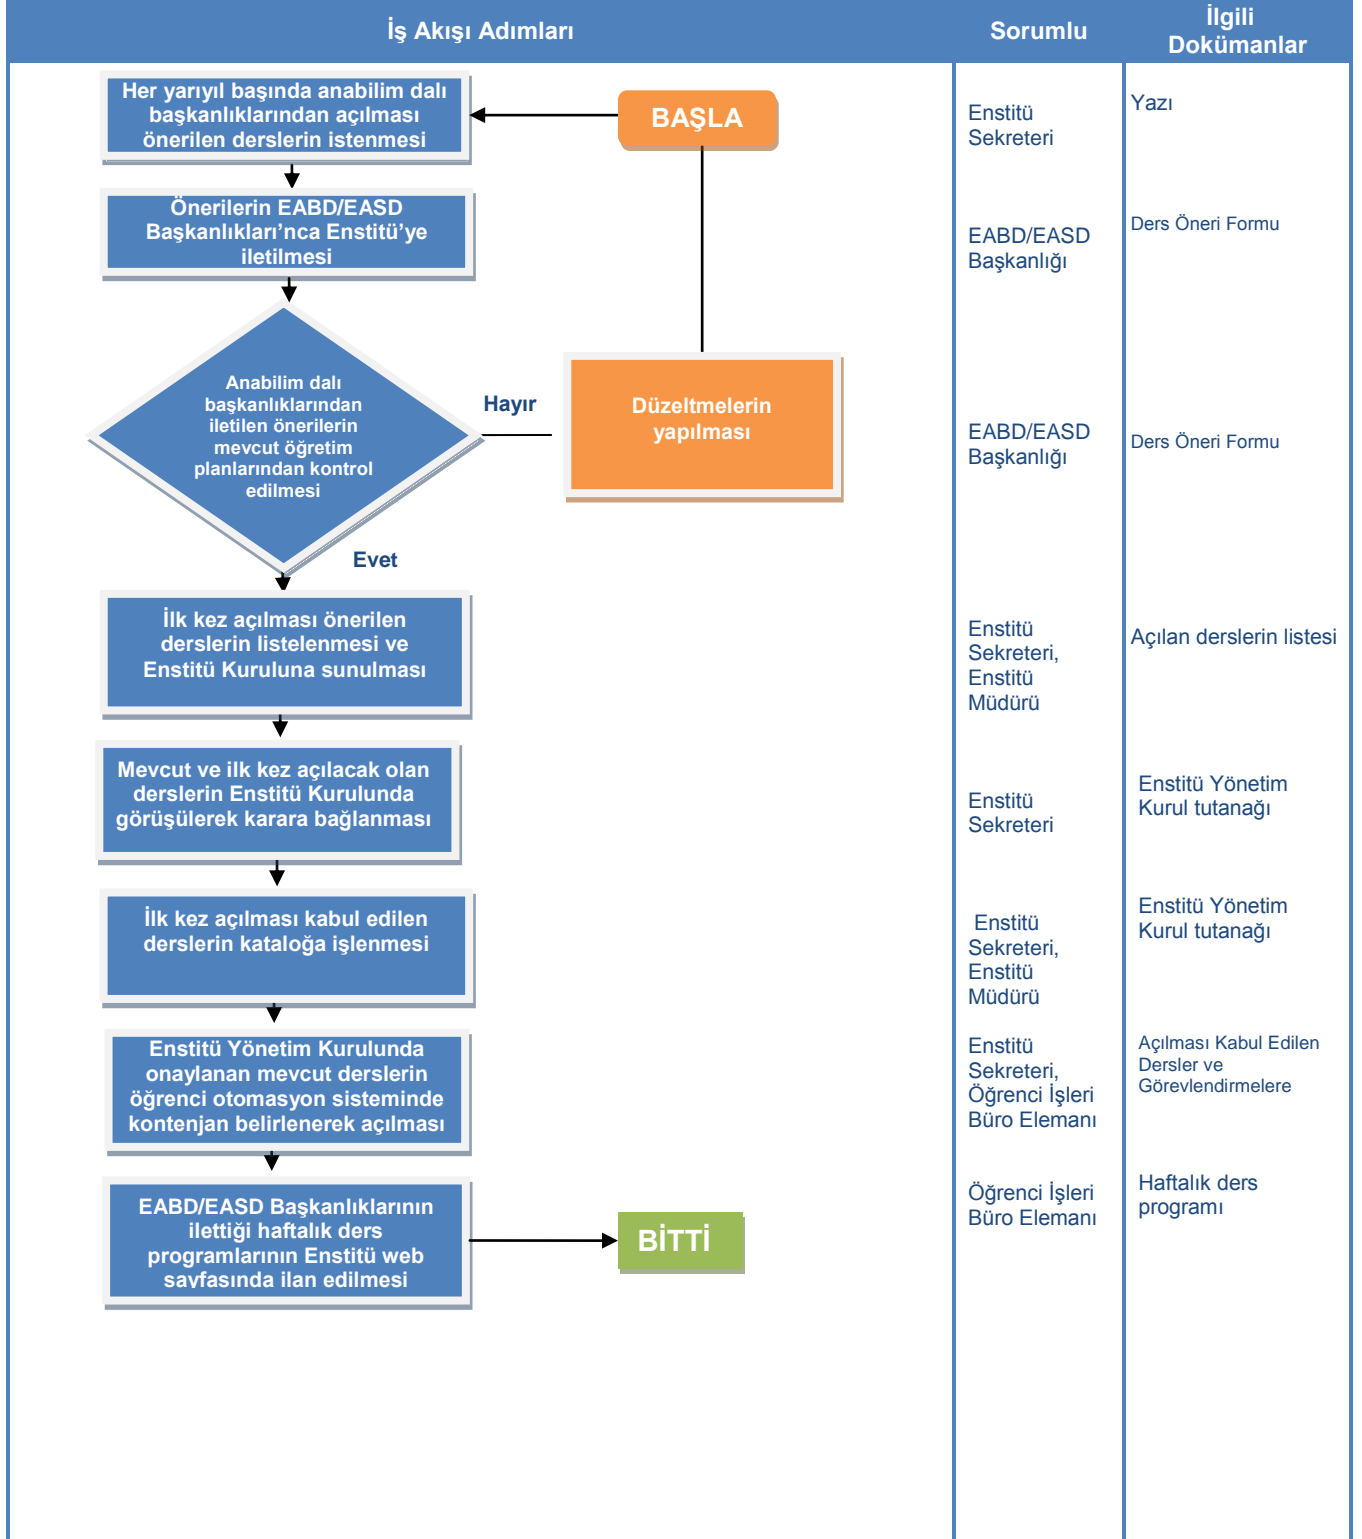 İş Akışı Adımları
Sorumlu
İlgili
Dokümanlar
Her yarıyıl başında anabilim dalı
başkanlıklarından açılması
önerilen derslerin istenmesi
BAŞLA
Enstitü
Sekreteri
Yazı
Önerilerin EABD/EASD
Başkanlıkları’nca Enstitü’ye
iletilmesi
EABD/EASD
Başkanlığı
Ders Öneri Formu
Anabilim dalı
başkanlıklarından
iletilen önerilerin
mevcut öğretim
planlarından kontrol
edilmesi
Hayır
Düzeltmelerin
yapılması
EABD/EASD
Başkanlığı
Ders Öneri Formu
Evet
İlk kez açılması önerilen
derslerin listelenmesi ve
Enstitü Kuruluna sunulması
Enstitü
Sekreteri,
Enstitü
Müdürü
Açılan derslerin listesi
Mevcut ve ilk kez açılacak olan
derslerin Enstitü Kurulunda
görüşülerek karara bağlanması
Enstitü
Sekreteri
Enstitü Yönetim
Kurul tutanağı
İlk kez açılması kabul edilen
derslerin kataloğa işlenmesi
Enstitü
Sekreteri,
Enstitü
Müdürü
Enstitü Yönetim
Kurul tutanağı
Enstitü Yönetim Kurulunda
onaylanan mevcut derslerin
öğrenci otomasyon sisteminde
kontenjan belirlenerek açılması
Enstitü
Sekreteri,
Öğrenci İşleri
Büro Elemanı
Açılması Kabul Edilen
Dersler ve
Görevlendirmelere
EABD/EASD Başkanlıklarının
ilettiği haftalık ders
programlarının Enstitü web
sayfasında ilan edilmesi
BİTTİ
Öğrenci İşleri
Büro Elemanı
Haftalık ders
programı